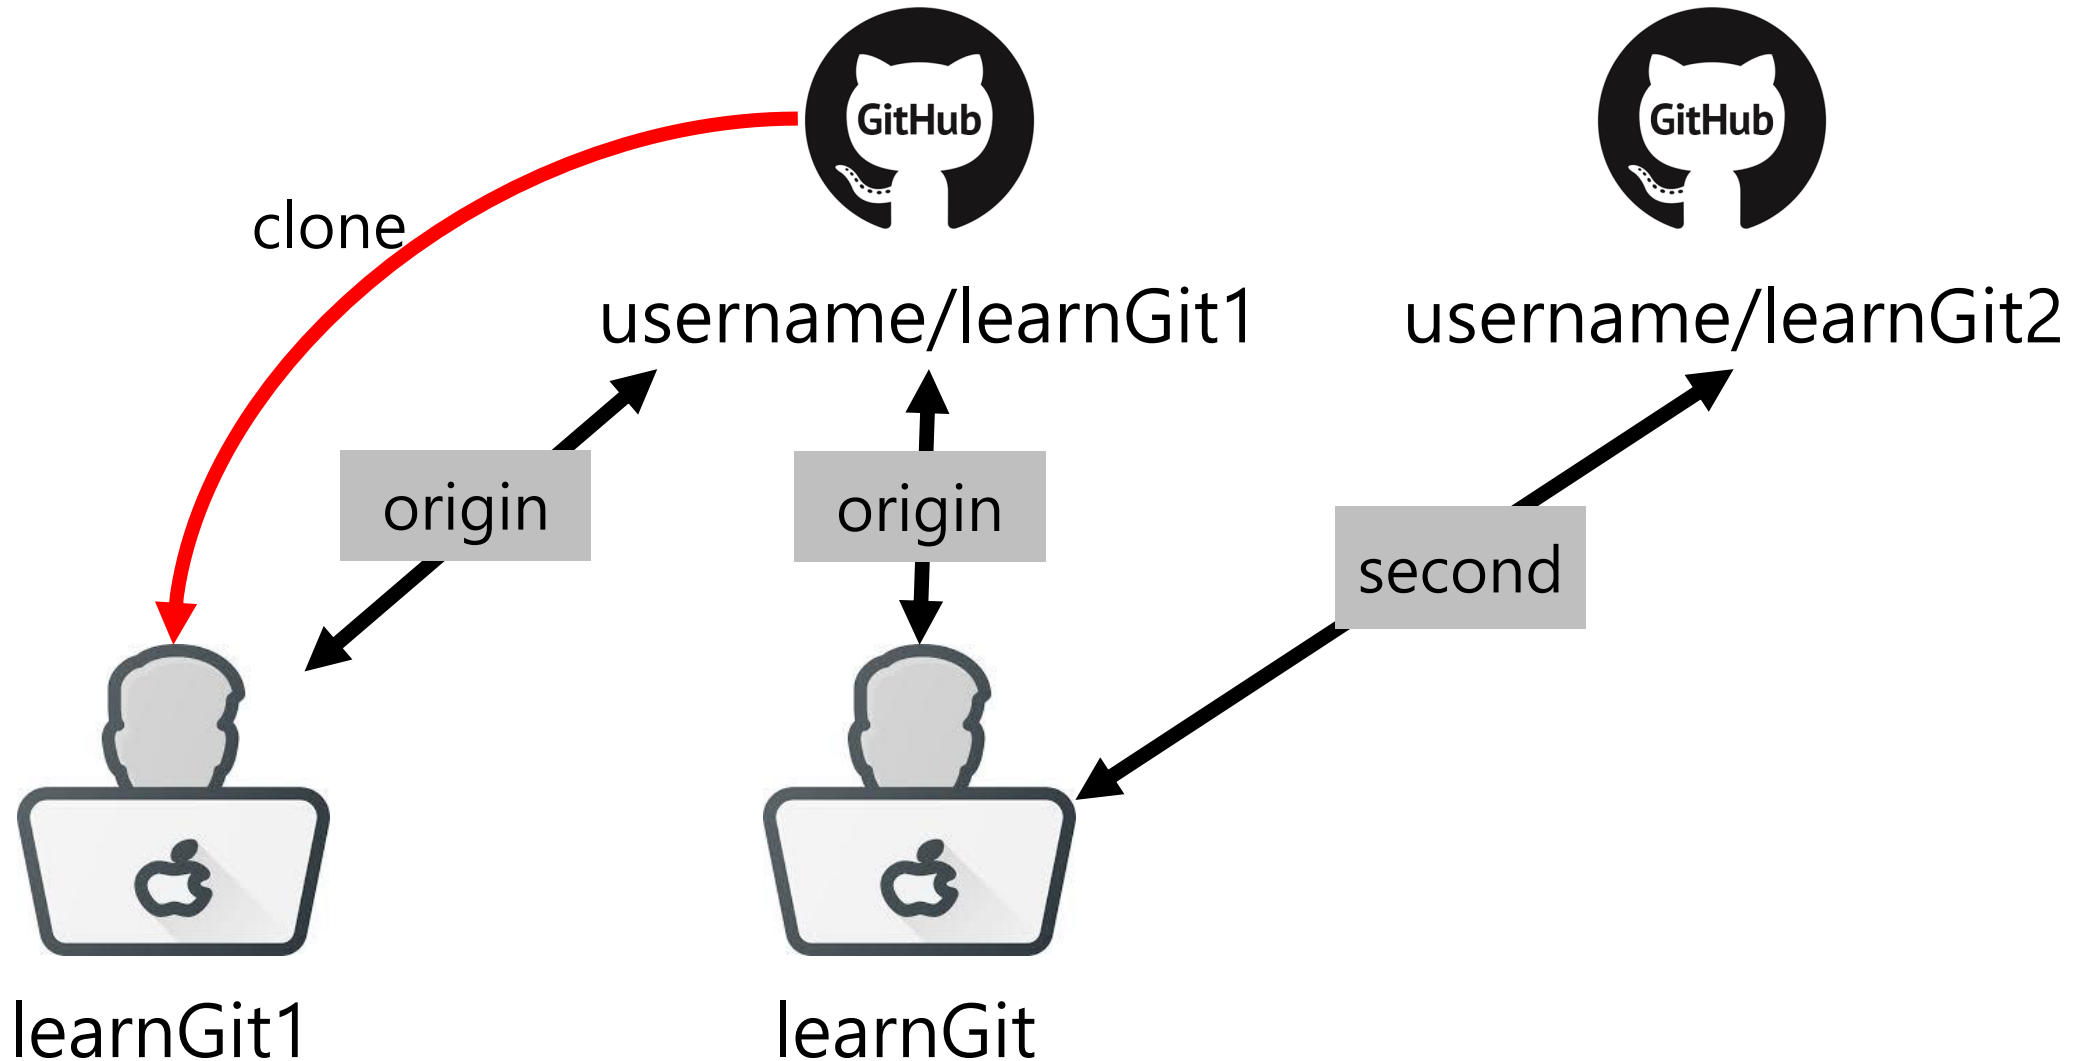 GitHub
GitHub
clone
username/learnGit1
username/learnGit2
origin
origin
second
learnGit1
learnGit